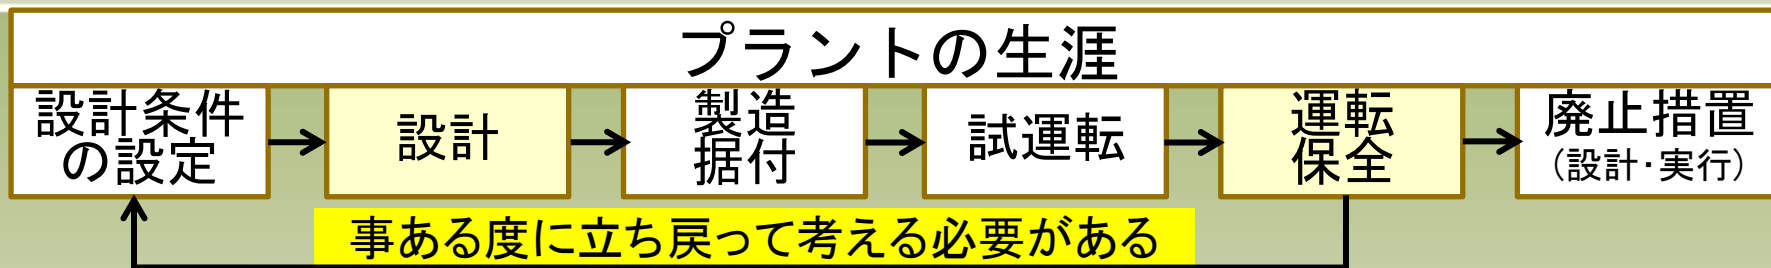 プラントの生涯
設計条件
の設定
設計
製造
据付
試運転
運転
保全
廃止措置
(設計・実行)
事ある度に立ち戻って考える必要がある